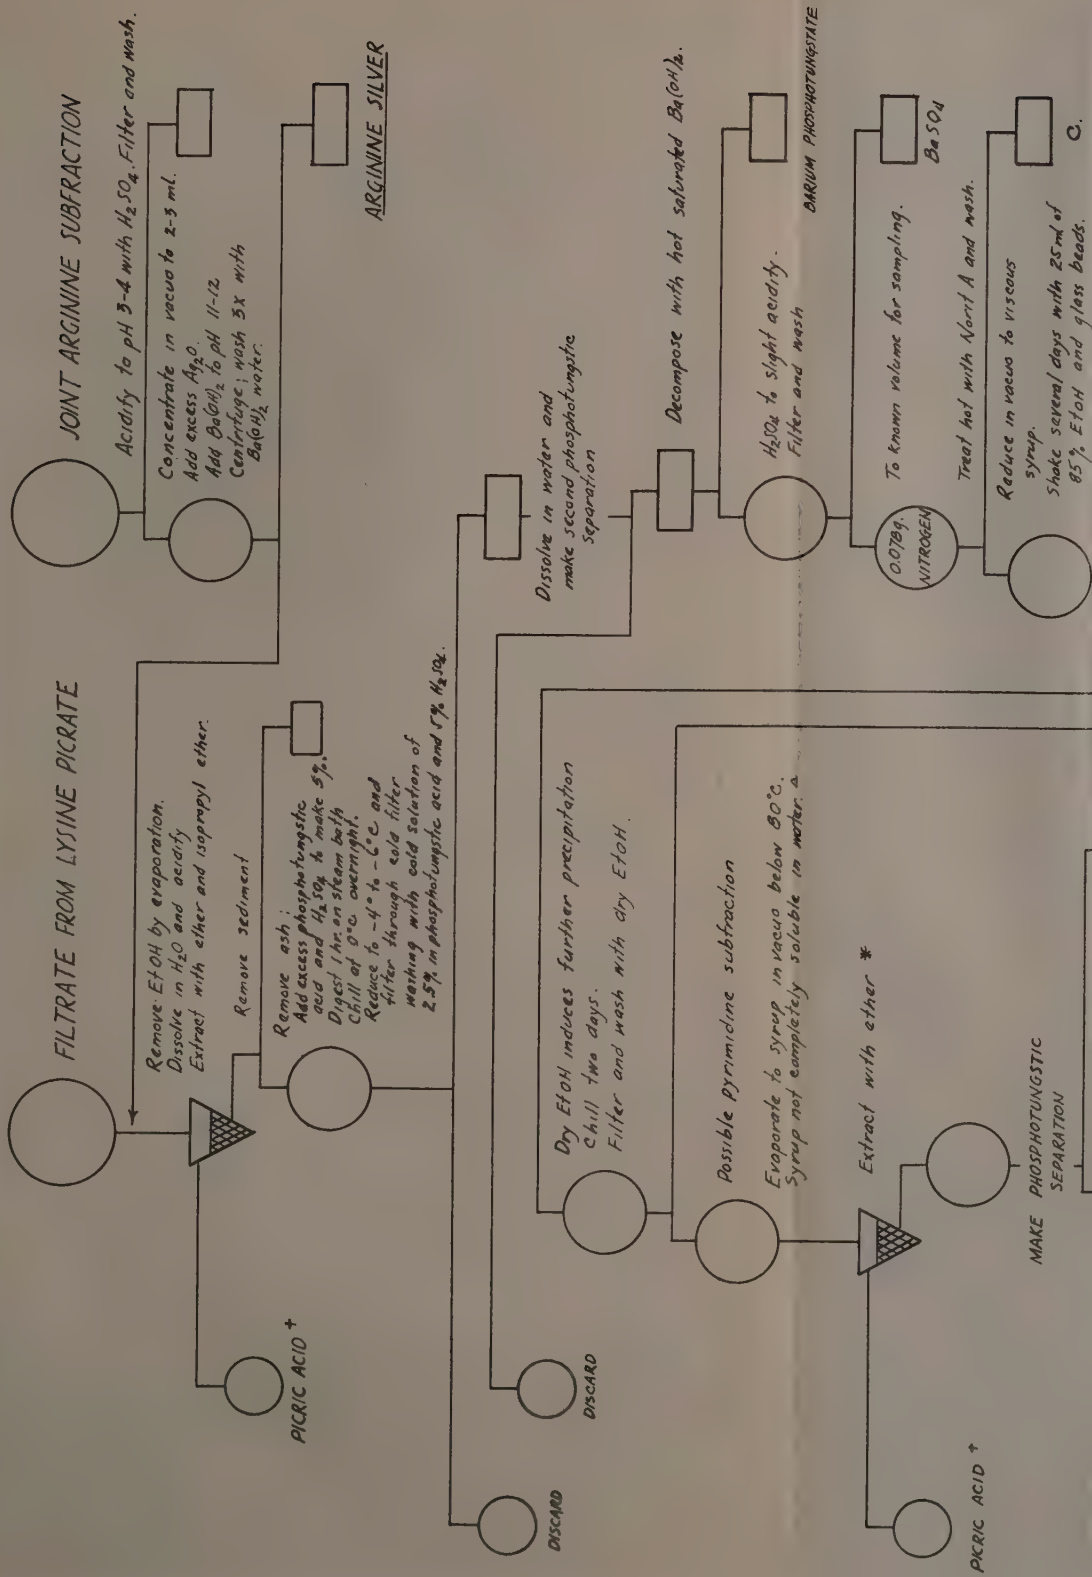 FILTRATE FROM LYSINE PICRATE
JOINT ARGININE SUBFRACTION
Acidify to pH 3-4 with H2SO4. Filter and wash.
Concentrate in vacuo to 2-3 ml.
Add excess Ag2O.
Add Ba(OH)2 to pH 11-12
Centrifuge; wash 3X with
Ba(OH)2 water.
ARGININE SILVER
Remove EtOH by evaporation.
Dissolve in H2O and acidify
Extract with ether and isopropyl ether.
PICRIC ACID +
Remove sediment
Remove ash;
Add excess phosphotungstic
acid and H2SO4 to make 5%.
Digest 1 hr. on steam bath
Chill at 0°C overnight.
Reduce to -4° to -6°C and
filter through cold filter
washing with cold solution of
2.5% in phosphotungstic acid and 5% H2SO4.
DISCARD
Dissolve in water and
make second phosphotungstic
separation
DISCARD
Decompose with hot saturated Ba(OH)2.
BARIUM PHOSPHOTUNGSTATE
H2SO4 to slight acidity.
Filter and wash
BaSO4
0.078g.
NITROGEN
To known volume for sampling.
Treat hot with Norit A and wash.
C.
Reduce in vacuo to viscous
syrup.
Shake several days with 25 ml of
85% EtOH and glass beads.
Dry EtOH induces further precipitation
Chill two days.
Filter and wash with dry EtOH.
Possible pyrimidine subtraction
Evaporate to syrup in vacuo below 80°C.
Syrup not completely soluble in water. Δ
Extract with ether *
PICRIC ACID +
MAKE PHOSPHOTUNGSTIC
SEPARATION